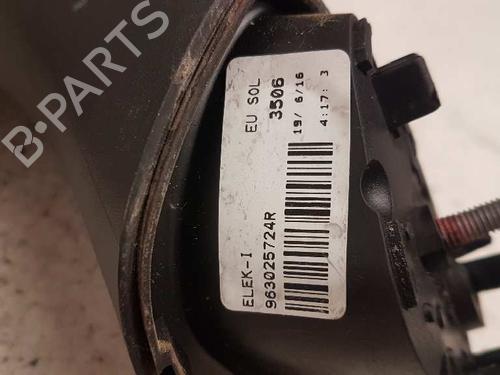 B-PARTS
ELEK-I EU SOL
963025724R 3506
19/ 6/16
4:17: 3